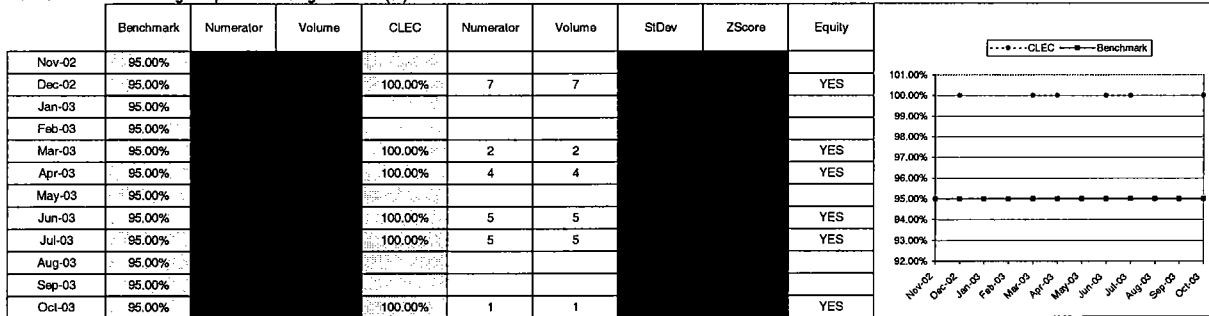 Benchmark Numerator Volume CLEC Numerator Volume StDev ZScore Equity
Nov-02 95.00%
Dec-02 95.00% 100.00% 7 7 YES
Jan-03 95.00%
Feb-03 95.00%
Mar-03 95.00% 100.00% 2 2 YES
Apr-03 95.00% 100.00% 4 4 YES
May-03 95.00%
Jun-03 95.00% 100.00% 5 5 YES
Jul-03 95.00% 100.00% 5 5 YES
Aug-03 95.00%
Sep-03 95.00%
Oct-03 95.00% 100.00% 1 1 YES
CLEC Benchmark
101.00%
100.00%
99.00%
98.00%
97.00%
96.00%
95.00%
94.00%
93.00%
92.00%
Nov-02 Dec-02 Jan-03 Feb-03 Mar-03 Apr-03 May-03 Jun-03 Jul-03 Aug-03 Sep-03 Oct-03